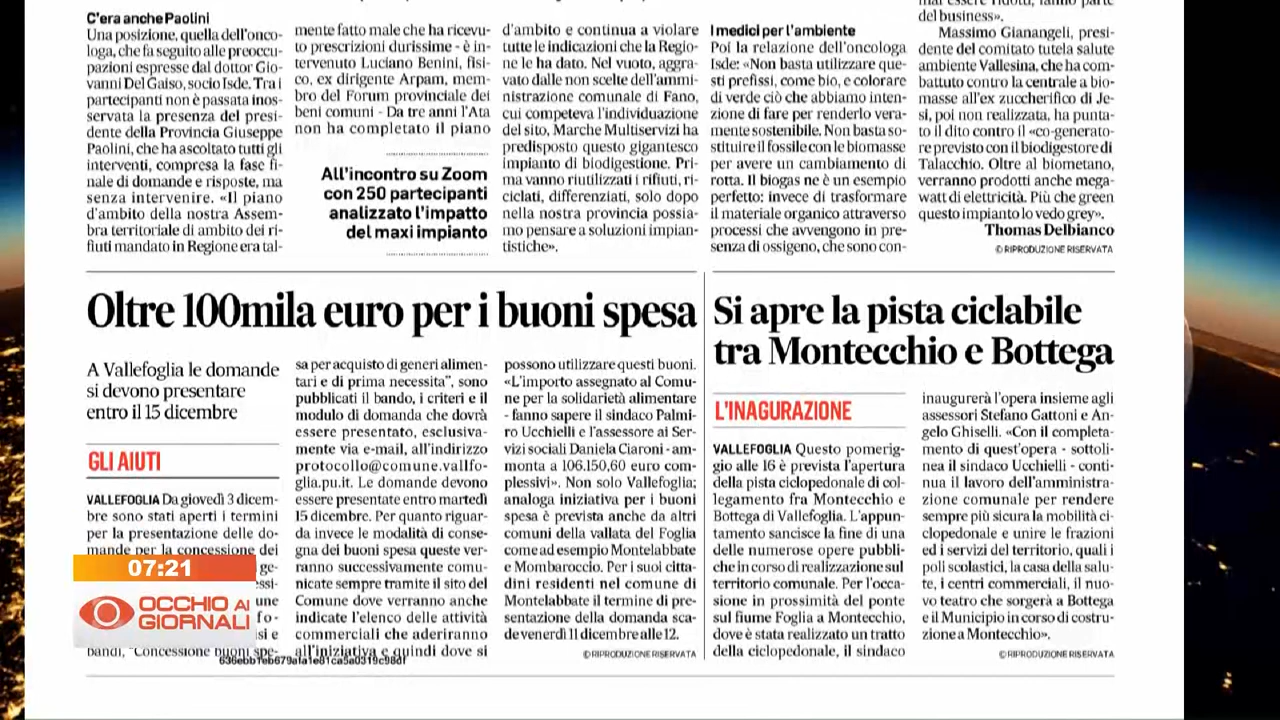 C'era anche Paolini
Una posizione, quella dell'onco-
loga, che fa seguito alle preoccu-
pazioni espresse dal dottor Gio-
vanni Del Gaiso, socio Isde. Tra i
partecipanti non è passata inos-
servata la presenza del presi-
dente della Provincia Giuseppe
Paolini, che ha ascoltato tutti gli
interventi, compresa la fase fi-
nale di domande e risposte, ma
senza intervenire. «Il piano
d'ambito della nostra Assem-
bra territoriale di ambito dei ri-
fiuti mandato in Regione era tal-
mente fatto male che ha ricevu-
to prescrizioni durissime - è in-
tervenuto Luciano Benini, fisi-
co, ex dirigente Arpam, mem-
bro del Forum provinciale dei
beni comuni - Da tre anni l'Ata
non ha completato il piano
All'incontro su Zoom
con 250 partecipanti
analizzato l'impatto
del maxi impianto
d'ambito e continua a violare
tutte le indicazioni che la Regio-
ne le ha dato. Nel vuoto, aggra-
vato dalle non scelte dell'ammi-
nistrazione comunale di Fano,
cui competeva l'individuazione
del sito, Marche Multiservizi ha
predisposto questo gigantesco
impianto di biodigestione. Pri-
ma vanno riutilizzati i rifiuti, ri-
ciclati, differenziati, solo dopo
nella nostra provincia possia-
mo pensare a soluzioni impian-
tistiche».
I medici per l'ambiente
Poi la relazione dell'oncologa
Isde: «Non basta utilizzare que-
sti prefissi, come bio, e colorare
di verde ciò che abbiamo inten-
zione di fare per renderlo vera-
mente sostenibile. Non basta so-
stituire il fossile con le biomasse
per avere un cambiamento di
rotta. Il biogas ne è un esempio
perfetto: invece di trasformare
il materiale organico attraverso
processi che avvengono in pre-
senza di ossigeno, che sono con-
del business».
Massimo Gianangeli, presi-
dente del comitato tutela salute
ambiente Vallesina, che ha com-
battuto contro la centrale a bio-
masse all'ex zuccherificio di Je-
si, poi non realizzata, ha punta-
to il dito contro il «co-generato-
re previsto con il biodigestore di
Talacchio. Oltre al biometano,
verranno prodotti anche mega-
watt di elettricità. Più che green
questo impianto lo vedo grey».
Thomas Delbianco
© RIPRODUZIONE RISERVATA
Oltre 100mila euro per i buoni spesa
A Vallefoglia le domande
si devono presentare
entro il 15 dicembre
GLI AIUTI
VALLEFOGLIA Da giovedì 3 dicem-
bre sono stati aperti i termini
per la presentazione delle do-
mande per la concessione dei
ge-
ssi-
une
fo-
si e
bandi, "Concessione buoni spe-
sa per acquisto di generi alimen-
tari e di prima necessita", sono
pubblicati il bando, i criteri e il
modulo di domanda che dovrà
essere presentato, esclusiva-
mente via e-mail, all'indirizzo
protocollo@comune.vallfo-
glia.pu.it. Le domande devono
essere presentate entro martedì
15 dicembre. Per quanto riguar-
da invece le modalità di conse-
gna dei buoni spesa queste ver-
ranno successivamente comu-
nicate sempre tramite il sito del
Comune dove verranno anche
indicate l'elenco delle attività
commerciali che aderiranno
all'iniziativa e quindi dove si
possono utilizzare questi buoni.
«L'importo assegnato al Comu-
ne per la solidarietà alimentare
- fanno sapere il sindaco Palmi-
ro Ucchielli e l'assessore ai Ser-
vizi sociali Daniela Ciaroni - am-
monta a 106.150,60 euro com-
plessivi». Non solo Vallefoglia;
analoga iniziativa per i buoni
spesa è prevista anche da altri
comuni della vallata del Foglia
come ad esempio Montelabbate
e Mombaroccio. Per i suoi citta-
dini residenti nel comune di
Montelabbate il termine di pre-
sentazione della domanda sca-
de venerdì 11 dicembre alle 12.
© RIPRODUZIONE RISERVATA
Si apre la pista ciclabile
tra Montecchio e Bottega
L'INAGURAZIONE
VALLEFOGLIA Questo pomerig-
gio alle 16 è prevista l'apertura
della pista ciclopedonale di col-
legamento fra Montecchio e
Bottega di Vallefoglia. L'appun-
tamento sancisce la fine di una
delle numerose opere pubbli-
che in corso di realizzazione sul
territorio comunale. Per l'occa-
sione in prossimità del ponte
sul fiume Foglia a Montecchio,
dove è stata realizzato un tratto
della ciclopedonale, il sindaco
inaugurerà l'opera insieme agli
assessori Stefano Gattoni e An-
gelo Ghiselli. «Con il completa-
mento di quest'opera - sottoli-
nea il sindaco Ucchielli - conti-
nua il lavoro dell'amministra-
zione comunale per rendere
sempre più sicura la mobilità ci-
clopedonale e unire le frazioni
ed i servizi del territorio, quali i
poli scolastici, la casa della salu-
te, i centri commerciali, il nuo-
vo teatro che sorgerà a Bottega
e il Municipio in corso di costru-
zione a Montecchio».
© RIPRODUZIONE RISERVATA
07:21
OCCHIO AI
GIORNALI